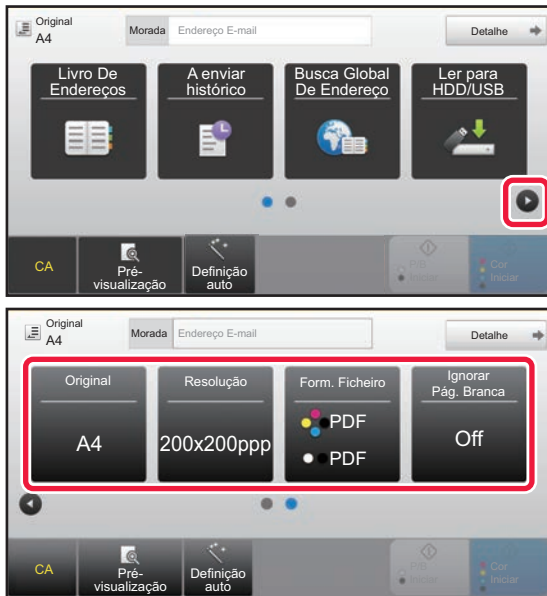 Original
A4
Morada
Endereço E-mail
Detalhe
Livro De
Endereços
A enviar
histórico
Busca Global
De Endereço
Ler para
HDD/USB
CA
Pré-
visualização
Definição
auto
P/B
Iniciar
Cor
Iniciar
Original
A4
Morada
Endereço E-mail
Detalhe
Original
A4
Resolução
200x200ppp
Form. Ficheiro
PDF
PDF
Ignorar
Pág. Branca
Off
CA
Pré-
visualização
Definição
auto
P/B
Iniciar
Cor
Iniciar